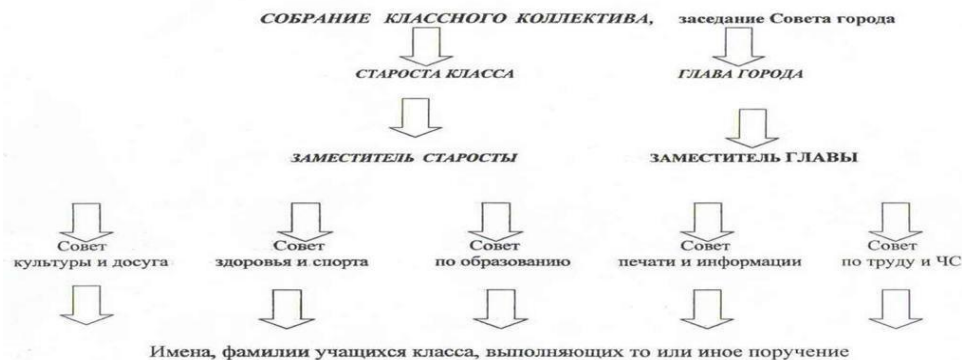 СОБРАНИЕ КЛАССНОГО КОЛЛЕКТИВА, заседание Совета города
СТАРОСТА КЛАССА ГЛАВА ГОРОДА
ЗАМЕСТИТЕЛЬ СТАРОСТЫ ЗАМЕСТИТЕЛЬ ГЛАВЫ
Совет Совет Совет Совет Совет
культуры и досуга здоровья и спорта по образованию печати и информации по труду и ЧС
Имена, фамилии учащихся класса, выполняющих то или иное поручение